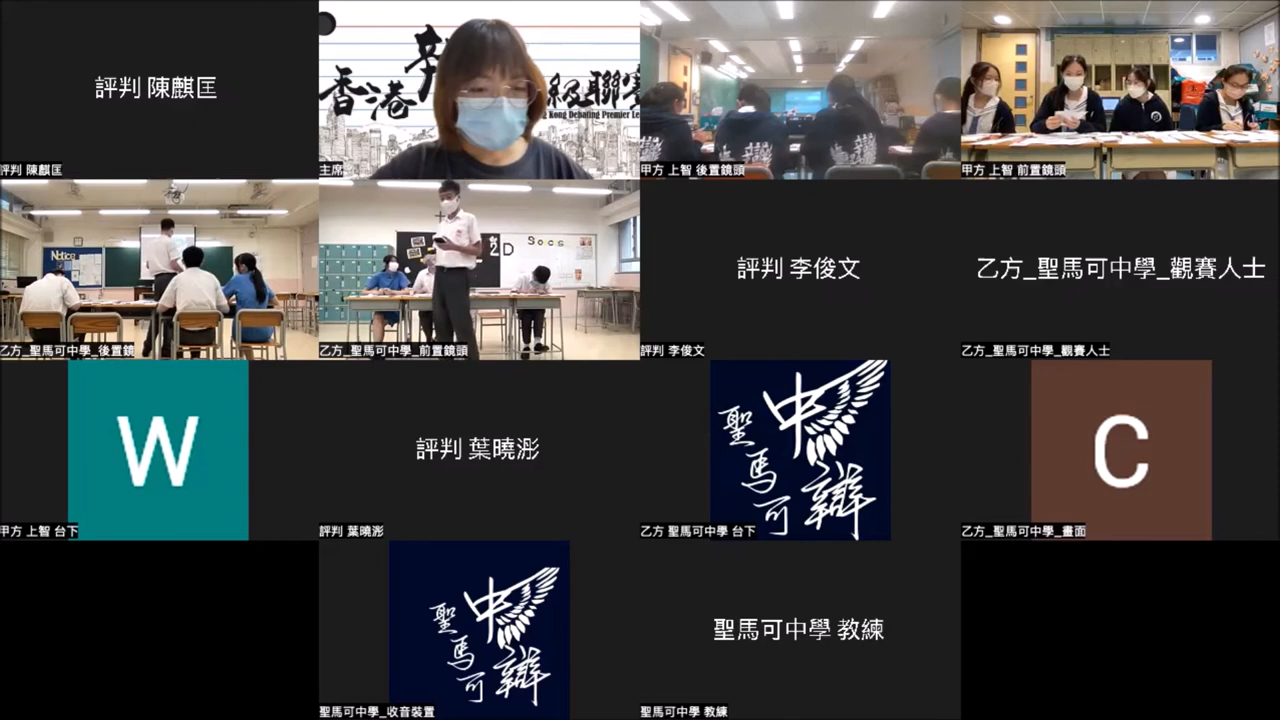 評判 陳麒匡
評判 陳麒匡
香港
級聯賽
Kong Debating Premier Le
主席
甲方 上智 後置鏡頭
甲方 上智 前置鏡頭
Notice
乙方_聖馬可中學_後置鏡
2D
Socs
乙方_聖馬可中學_前置鏡頭
評判 李俊文
評判 李俊文
乙方_聖馬可中學_觀賽人士
乙方_聖馬可中學_觀賽人士
W
甲方 上智 台下
評判 葉曉浵
評判 葉曉浵
聖馬可
中辯
乙方 聖馬可中學 台下
C
乙方_聖馬可中學_畫面
聖馬可
中辯
聖馬可中學_收音裝置
聖馬可中學 教練
聖馬可中學 教練